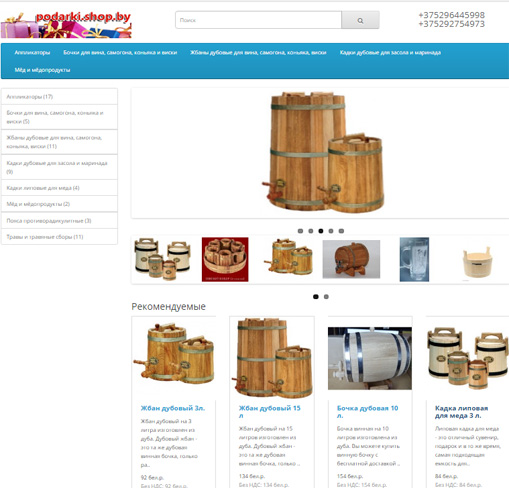 podarki.shop.by
Поиск
+375296445998
+375292754973
Аппликаторы
Бочки для вина, самогона, коньяка и виски
Жбаны дубовые для вина, самогона, коньяка, виски
Кадки дубовые для засола и маринада
Мёд и мёдопродукты
Аппликаторы (17)
Бочки для вина, самогона, коньяка и
виски (5)
Жбаны дубовые для вина, самогона,
коньяка, виски (11)
Кадки дубовые для засола и маринада
(9)
Кадки липовые для меда (4)
Мёд и мёдопродукты (2)
Пояса противорадикулитные (3)
Травы и травяные сборы (11)
Рекомендуемые
Жбан дубовый 3л.
Жбан дубовый на 3
литра изготовлен из
дуба. Дубовый жбан -
это та же дубовая
винная бочка, только
ра..
92 бел.р.
Без НДС: 92 бел.р.
Жбан дубовый 15
л
Дубовый жбан на 15
литров изготовлен из
дуба. Дубовый жбан -
это та же дубовая
винная бочка, только ..
134 бел.р.
Без НДС: 134 бел.р.
Бочка дубовая 10
л.
Бочка винная на 10
литров изготовлена из
дуба. Вы можете купить
винную бочку с
бесплатной доставкой ..
154 бел.р.
Без НДС: 154 бел.р.
Кадка липовая
для меда 3 л.
Липовая кадка для меда
- это отличный сувенир,
подарок и в то же время,
самая подходящая
емкость для..
84 бел.р.
Без НДС: 84 бел.р.